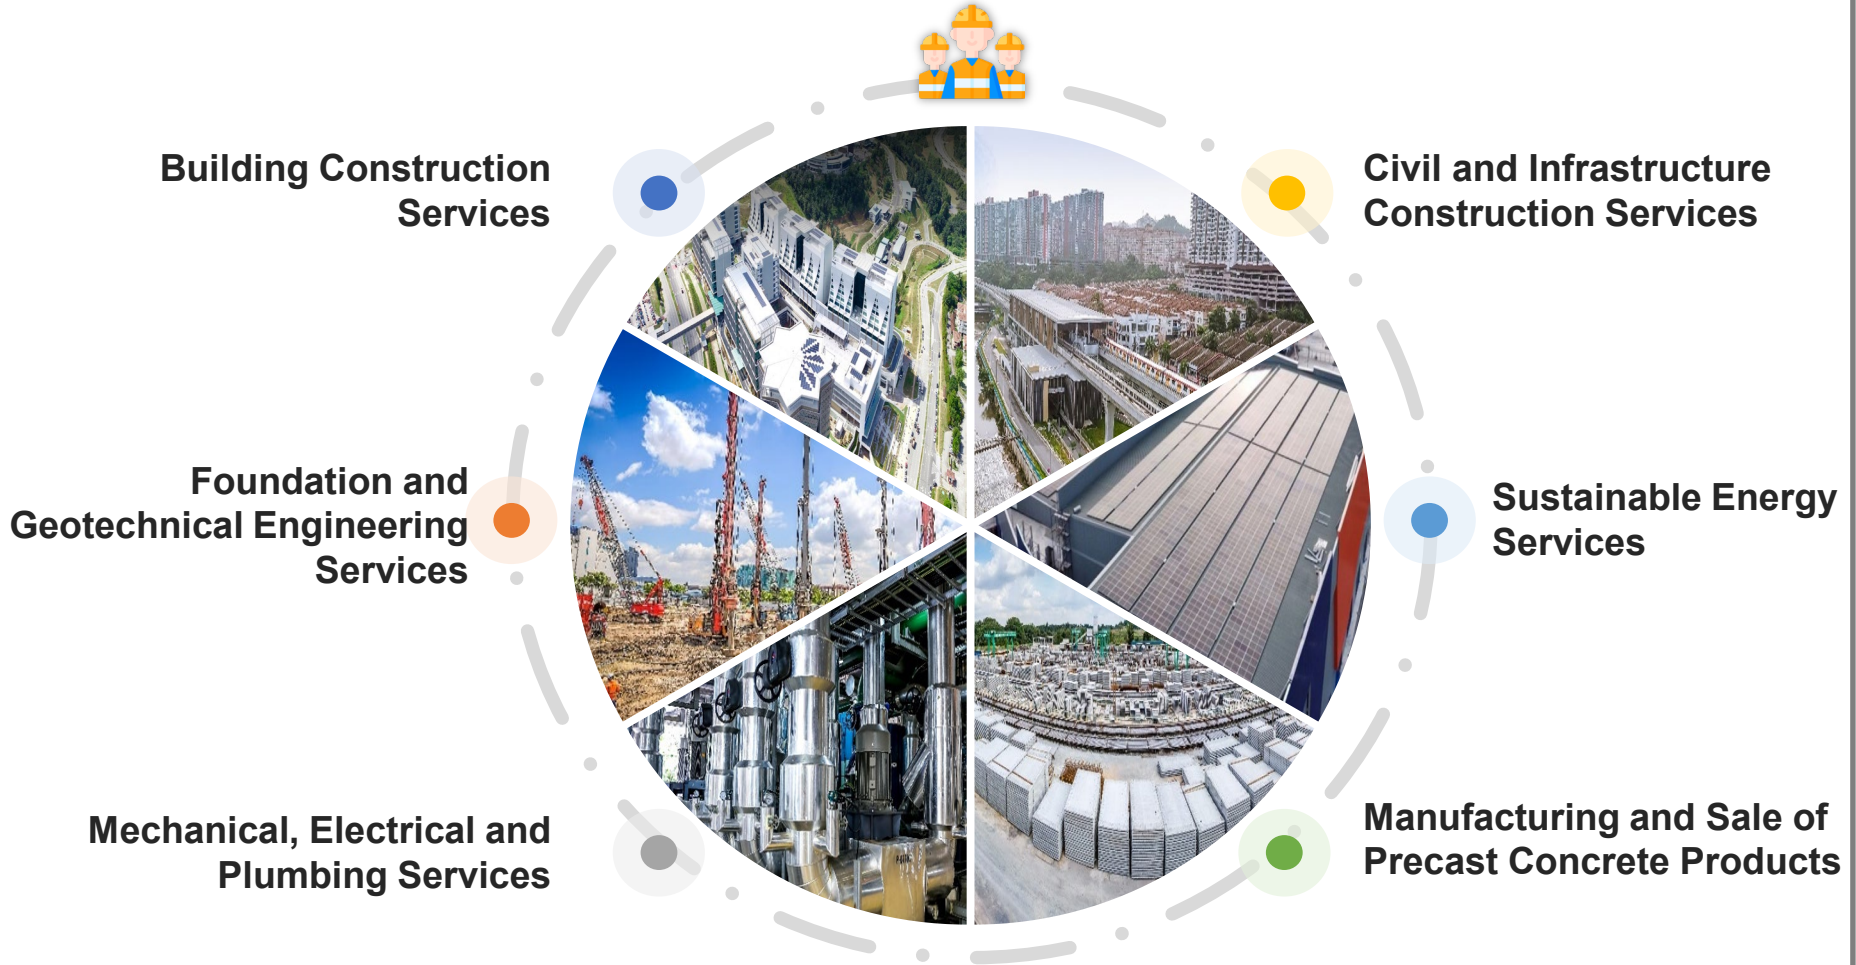 Building Construction
Services
Civil and Infrastructure
Construction Services
Foundation and
Geotechnical Engineering
Services
Sustainable Energy
Services
Mechanical, Electrical and
Plumbing Services
Manufacturing and Sale of
Precast Concrete Products